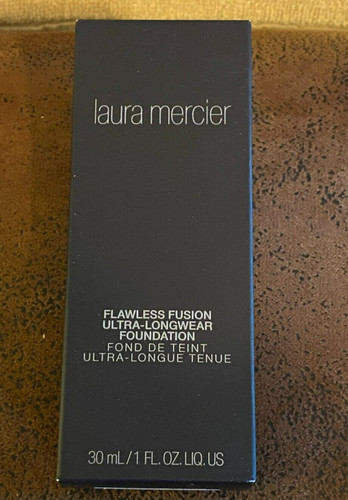 laura mercier
FLAWLESS FUSION
ULTRA-LONGWEAR
FOUNDATION
FOND DE TEINT
ULTRA-LONGUE TENUE
30 mL/1 FL. OZ. LIQ. US